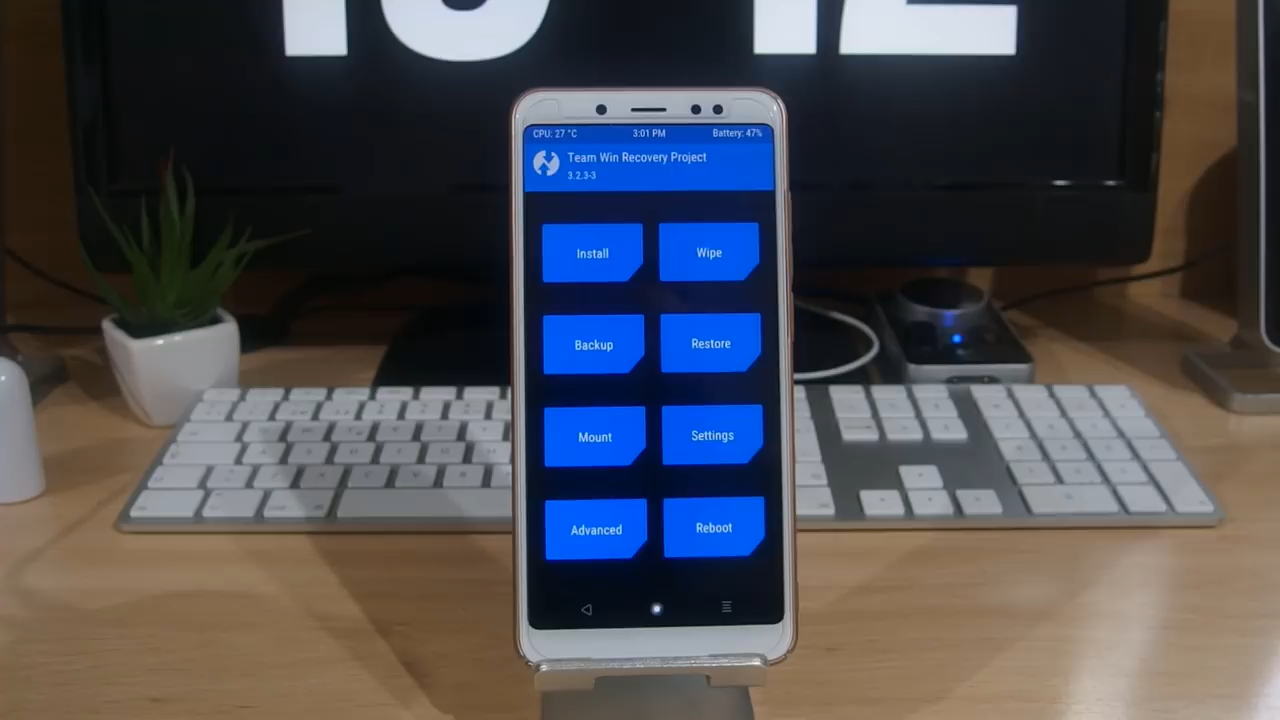 CPU: 27 °C 3:01 PM Battery: 47%
Team Win Recovery Project
3.2.3-3
Install Wipe
Backup Restore
Mount Settings
Advanced Reboot